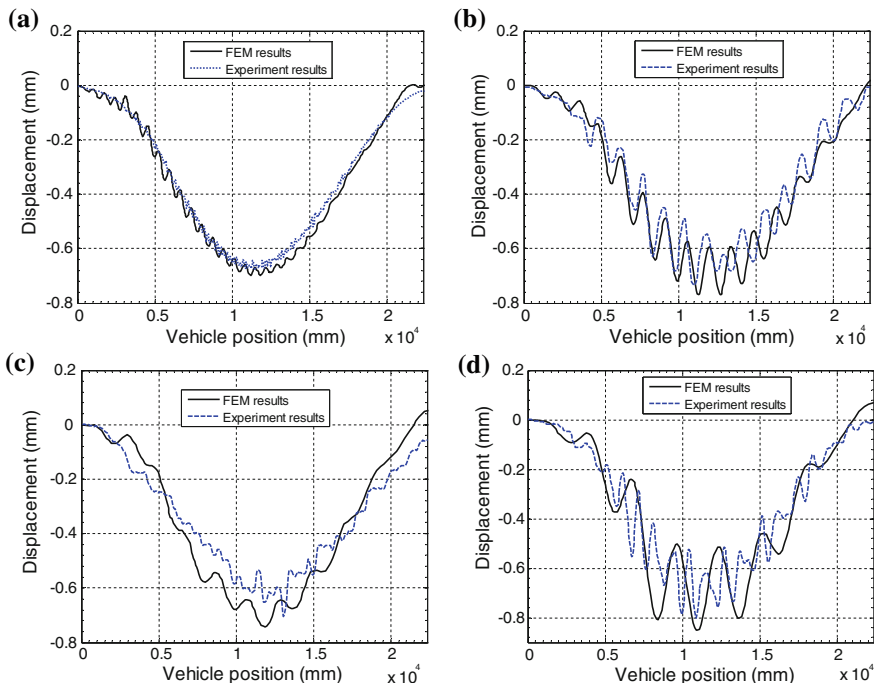 (a)
0.2
0
-0.2
-0.4
-0.6
-0.8
Displacement (mm)
FEM results
Experiment results
0 0.5 1 1.5 2
Vehicle position (mm)
x 10^4
(b)
0.2
0
-0.2
-0.4
-0.6
-0.8
Displacement (mm)
FEM results
Experiment results
0 0.5 1 1.5 2
Vehicle position (mm)
x 10^4
(c)
0.2
0
-0.2
-0.4
-0.6
-0.8
Displacement (mm)
FEM results
Experiment results
0 0.5 1 1.5 2
Vehicle position (mm)
x 10^4
(d)
0.2
0
-0.2
-0.4
-0.6
-0.8
Displacement (mm)
FEM results
Experiment results
0 0.5 1 1.5 2
Vehicle position (mm)
x 10^4